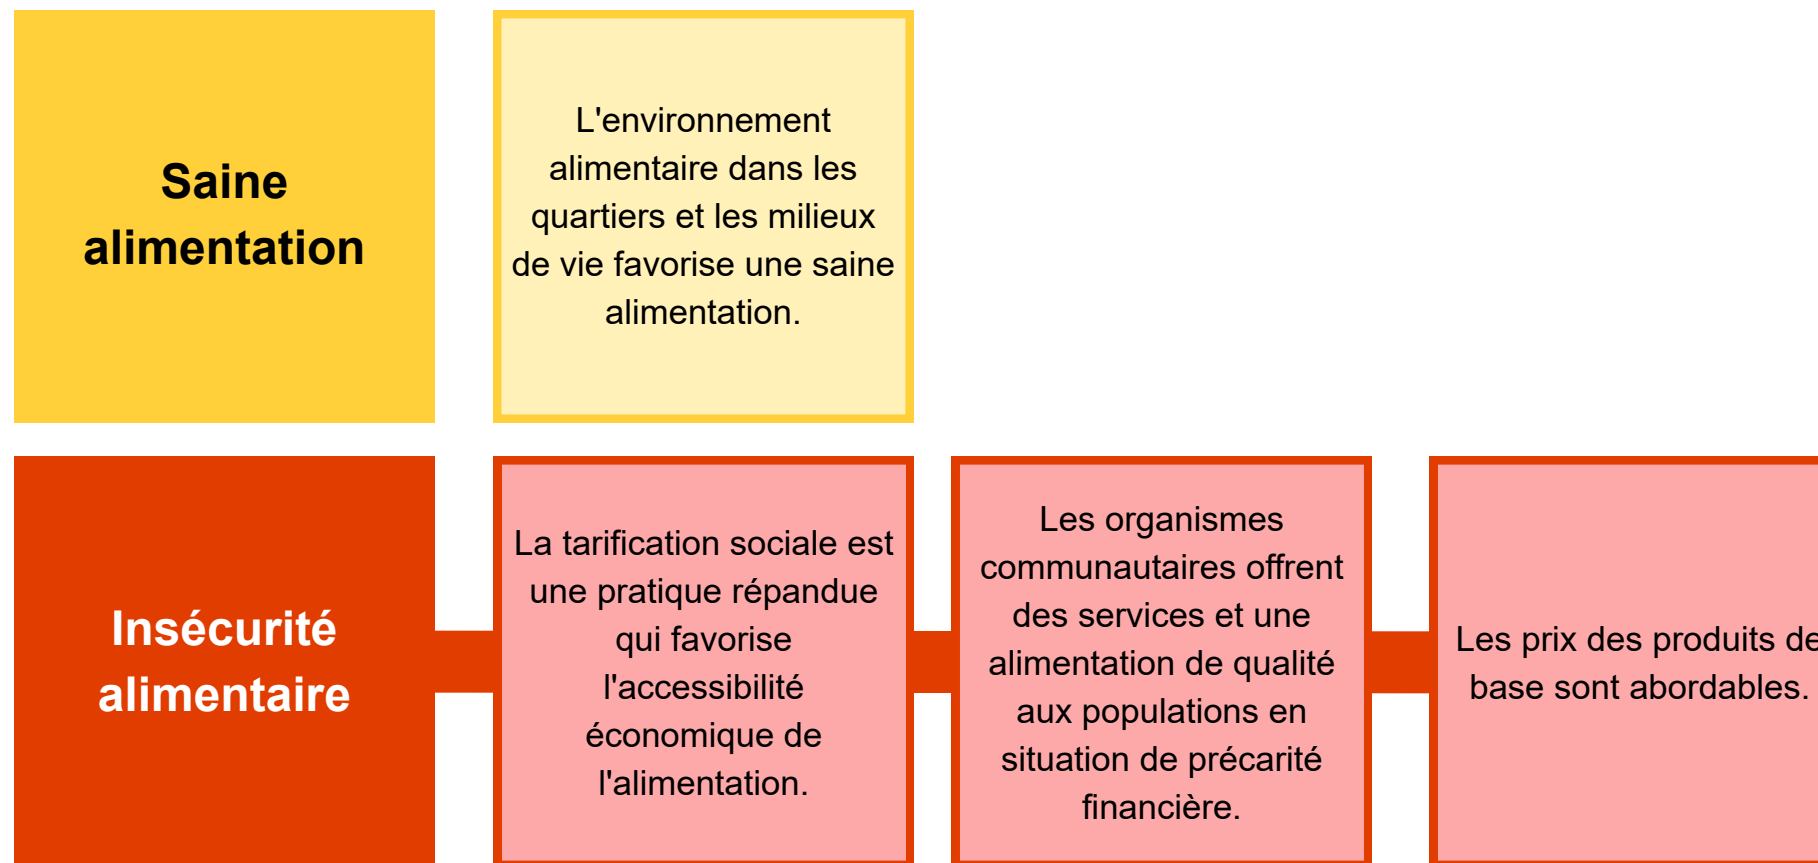 Saine
alimentation
L'environnement
alimentaire dans les
quartiers et les milieux
de vie favorise une saine
alimentation.
Insécurité
alimentaire
La tarification sociale est
une pratique répandue
qui favorise
l'accessibilité
économique de
l'alimentation.
Les organismes
communautaires offrent
des services et une
alimentation de qualité
aux populations en
situation de précarité
financière.
Les prix des produits de
base sont abordables.